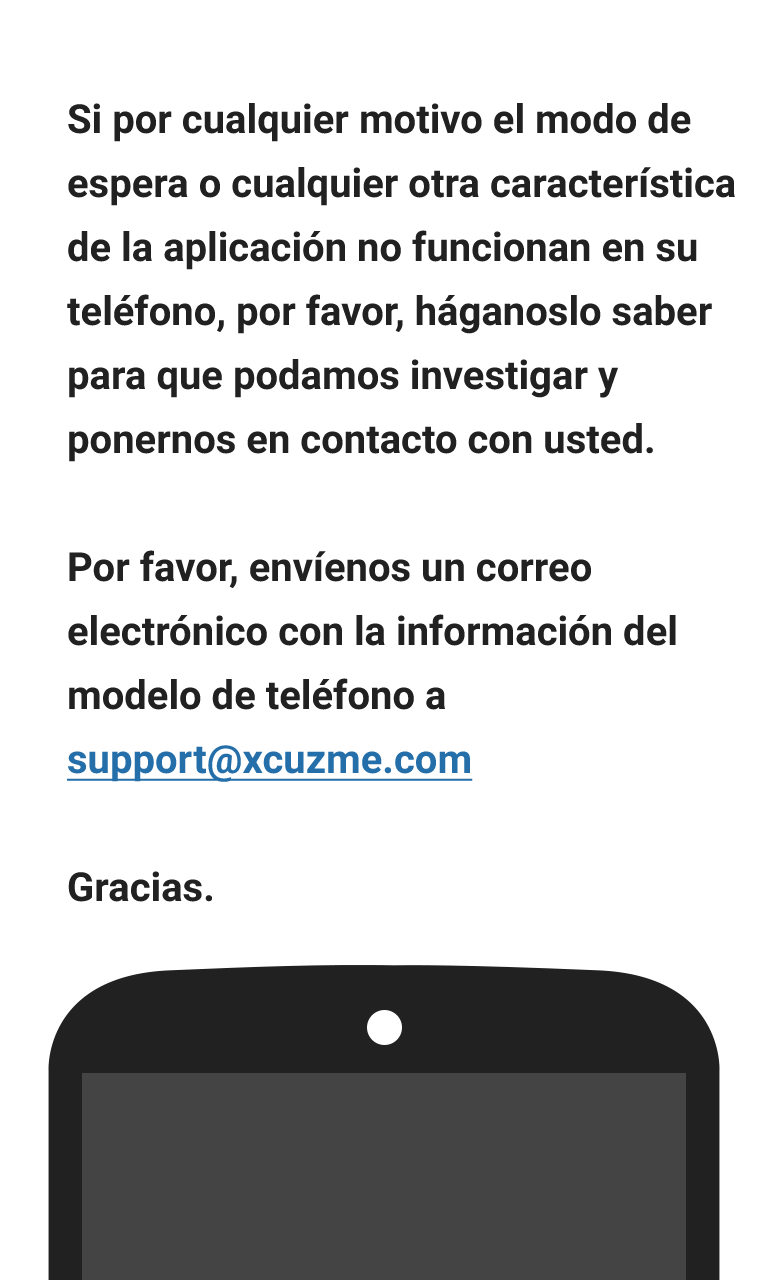 Si por cualquier motivo el modo de
espera o cualquier otra característica
de la aplicación no funcionan en su
teléfono, por favor, háganoslo saber
para que podamos investigar y
ponernos en contacto con usted.
Por favor, envíenos un correo
electrónico con la información del
modelo de teléfono a
support@xcuzme.com
Gracias.